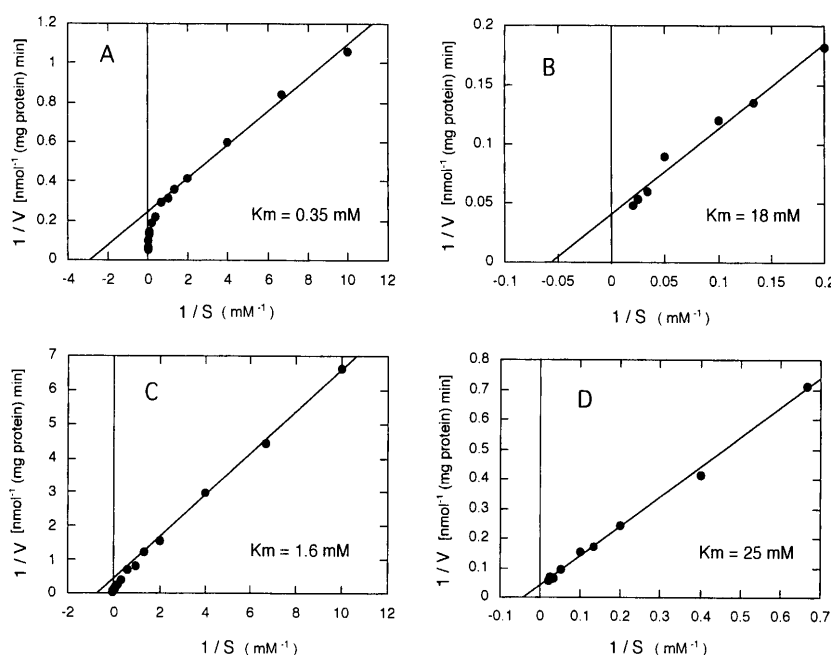 A
1 / V [nmol⁻¹ (mg protein) min]
1.2
1
0.8
0.6
0.4
0.2
0
Km = 0.35 mM
-4 -2 0 2 4 6 8 10 12
1 / S ( mM⁻¹ )
B
1 / V [nmol⁻¹ (mg protein) min]
0.2
0.15
0.1
0.05
0
Km = 18 mM
-0.1 -0.05 0 0.05 0.1 0.15 0.2
1 / S ( mM⁻¹ )
C
1 / V [nmol⁻¹ (mg protein) min]
7
6
5
4
3
2
1
0
Km = 1.6 mM
-2 0 2 4 6 8 10 12
1 / S ( mM⁻¹ )
D
1 / V [nmol⁻¹ (mg protein) min]
0.8
0.7
0.6
0.5
0.4
0.3
0.2
0.1
0
Km = 25 mM
-0.1 0 0.1 0.2 0.3 0.4 0.5 0.6 0.7
1 / S ( mM⁻¹ )